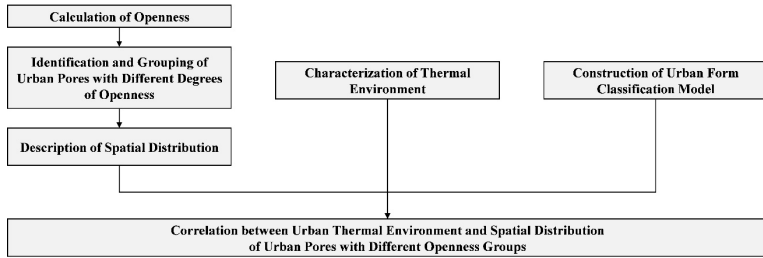 Calculation of Openness
Identification and Grouping of
Urban Pores with Different Degrees
of Openness
Description of Spatial Distribution
Characterization of Thermal
Environment
Construction of Urban Form
Classification Model
Correlation between Urban Thermal Environment and Spatial Distribution
of Urban Pores with Different Openness Groups